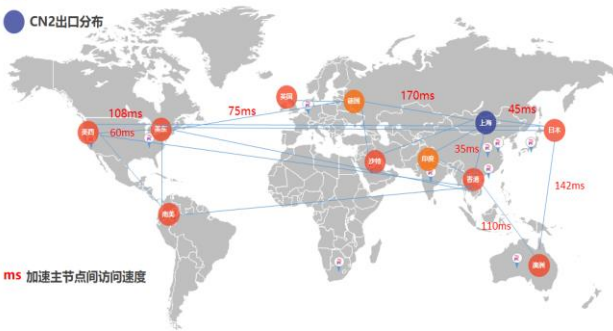 CN2出口分布
英国
德国
170ms
75ms
108ms
45ms
上海
美西
60ms
美东
日本
35ms
沙特
印度
香港
142ms
南美
110ms
澳洲
ms 加速主节点间访问速度